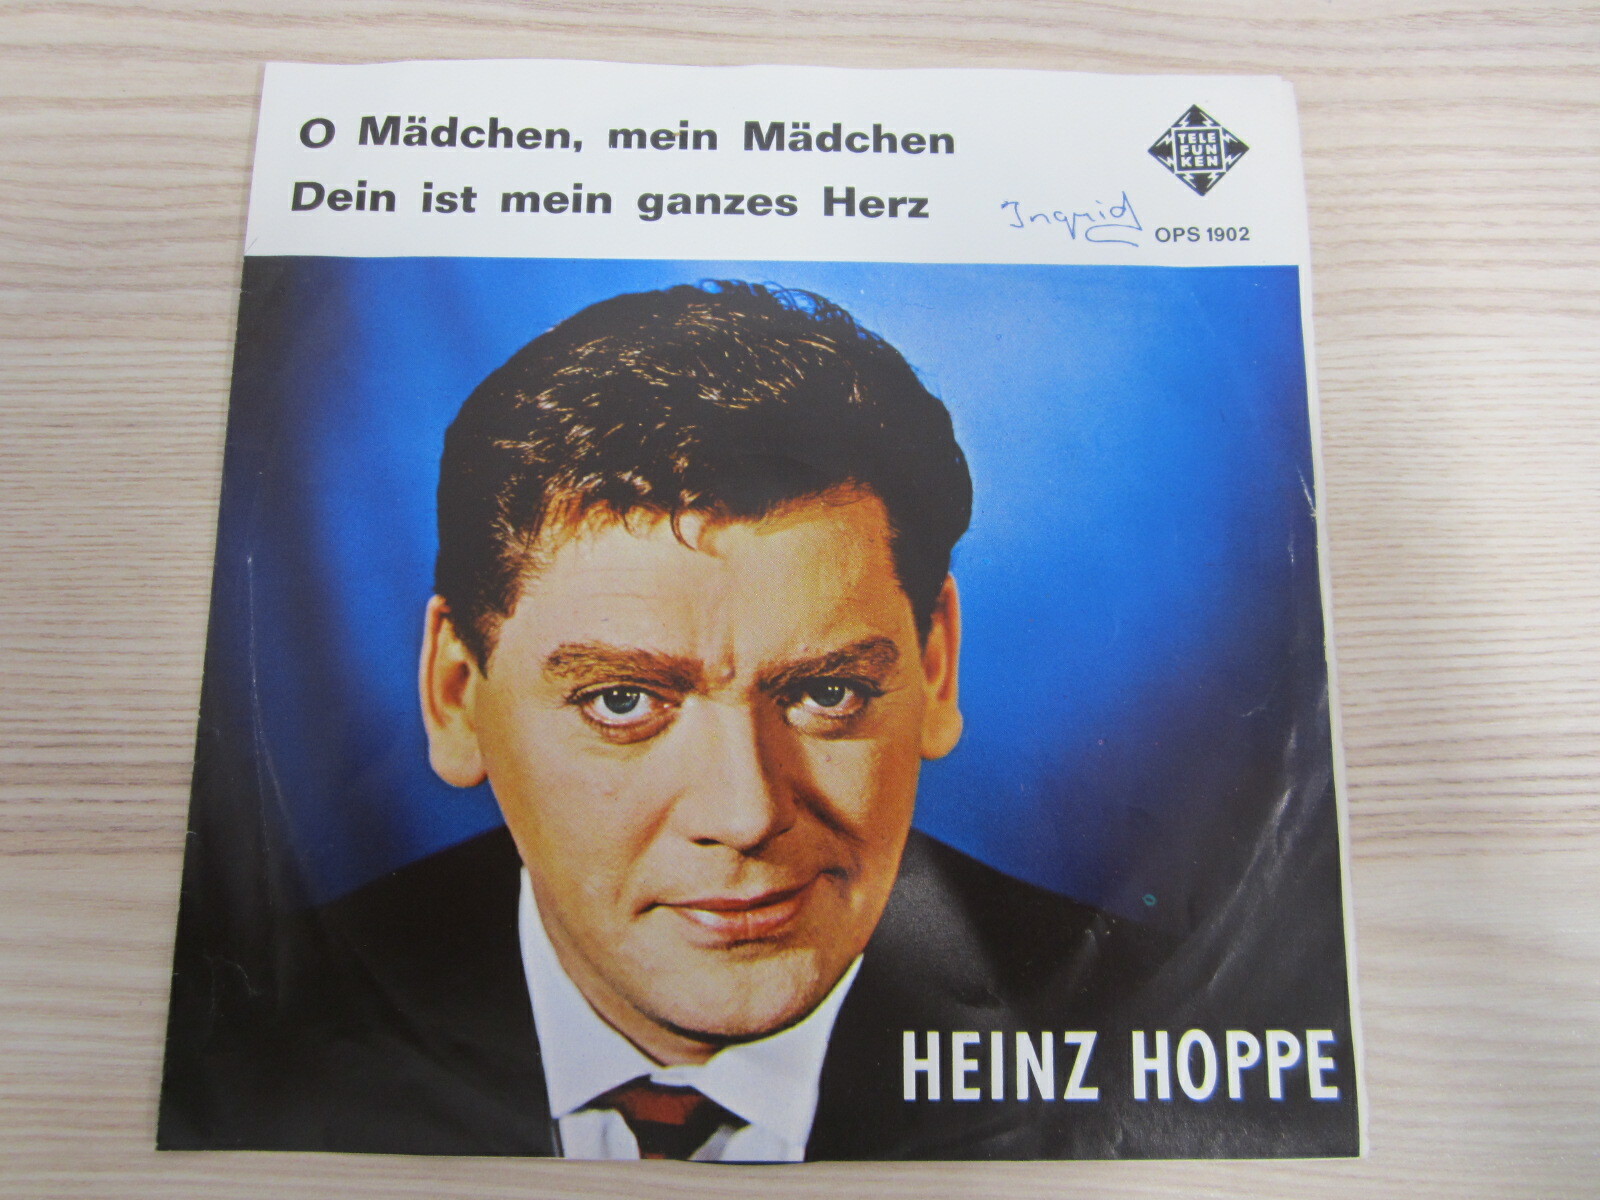 O Mädchen, mein Mädchen
Dein ist mein ganzes Herz
TELE
FUN
KEN
Ingrid
OPS 1902
HEINZ HOPPE